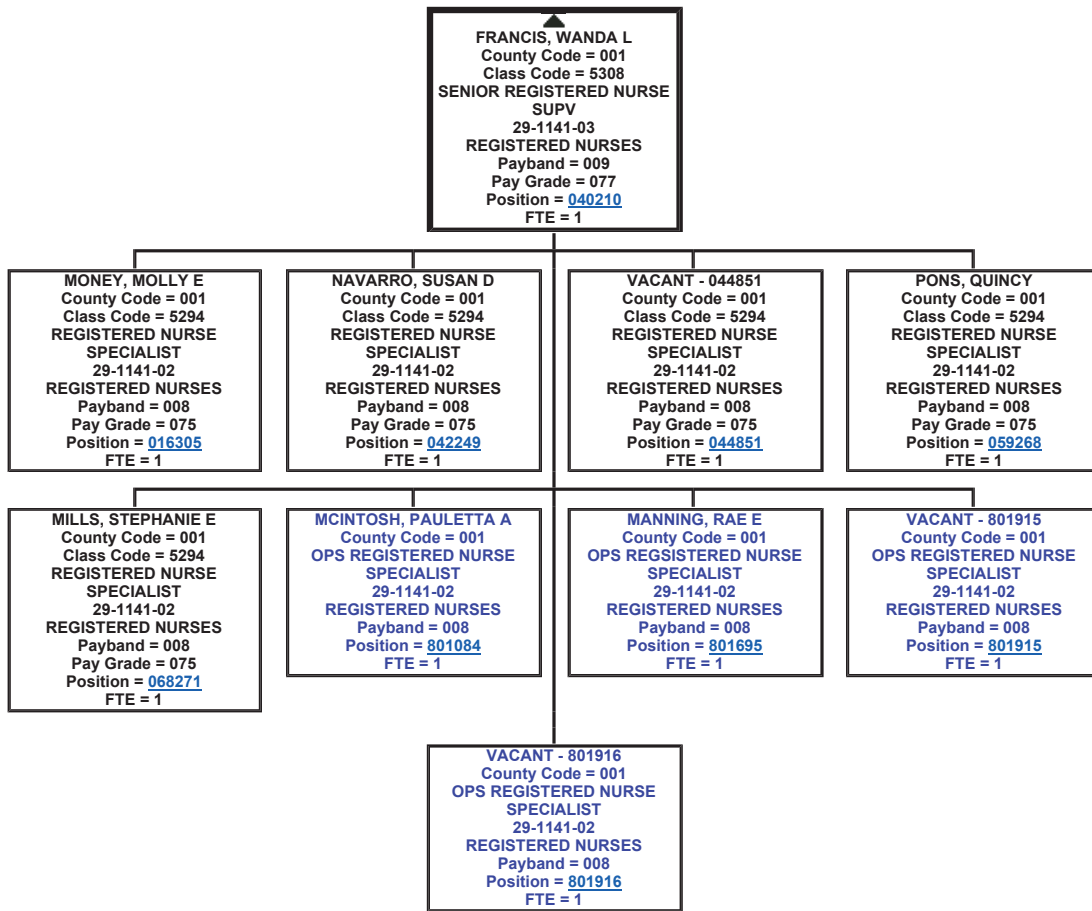 FRANCIS, WANDA L
County Code = 001
Class Code = 5308
SENIOR REGISTERED NURSE
SUPV
29-1141-03
REGISTERED NURSES
Payband = 009
Pay Grade = 077
Position = 040210
FTE = 1
MONEY, MOLLY E
County Code = 001
Class Code = 5294
REGISTERED NURSE
SPECIALIST
29-1141-02
REGISTERED NURSES
Payband = 008
Pay Grade = 075
Position = 016305
FTE = 1
NAVARRO, SUSAN D
County Code = 001
Class Code = 5294
REGISTERED NURSE
SPECIALIST
29-1141-02
REGISTERED NURSES
Payband = 008
Pay Grade = 075
Position = 042249
FTE = 1
VACANT - 044851
County Code = 001
Class Code = 5294
REGISTERED NURSE
SPECIALIST
29-1141-02
REGISTERED NURSES
Payband = 008
Pay Grade = 075
Position = 044851
FTE = 1
PONS, QUINCY
County Code = 001
Class Code = 5294
REGISTERED NURSE
SPECIALIST
29-1141-02
REGISTERED NURSES
Payband = 008
Pay Grade = 075
Position = 059268
FTE = 1
MILLS, STEPHANIE E
County Code = 001
Class Code = 5294
REGISTERED NURSE
SPECIALIST
29-1141-02
REGISTERED NURSES
Payband = 008
Pay Grade = 075
Position = 068271
FTE = 1
MCINTOSH, PAULETTA A
County Code = 001
OPS REGISTERED NURSE
SPECIALIST
29-1141-02
REGISTERED NURSES
Payband = 008
Position = 801084
FTE = 1
MANNING, RAE E
County Code = 001
OPS REGSISTERED NURSE
SPECIALIST
29-1141-02
REGISTERED NURSES
Payband = 008
Position = 801695
FTE = 1
VACANT - 801915
County Code = 001
OPS REGISTERED NURSE
SPECIALIST
29-1141-02
REGISTERED NURSES
Payband = 008
Position = 801915
FTE = 1
VACANT - 801916
County Code = 001
OPS REGISTERED NURSE
SPECIALIST
29-1141-02
REGISTERED NURSES
Payband = 008
Position = 801916
FTE = 1